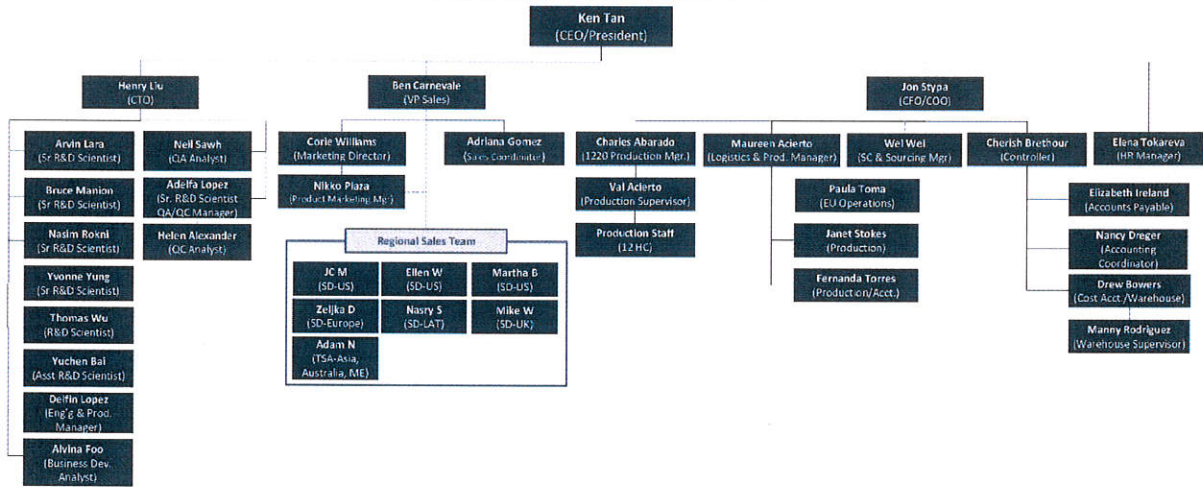 Ken Tan
(CEO/President)
Henry Liu
(CTO)
Ben Carnevale
(VP Sales)
Jon Stypa
(CFO/COO)
Arvin Lara
(Sr R&D Scientist)
Neil Sawh
(QA Analyst)
Corie Williams
(Marketing Director)
Adriana Gomez
(Sales Coordinator)
Charles Abarado
(1220 Production Mgr.)
Maureen Acierto
(Logistics & Prod. Manager)
Wei Wei
(SC & Sourcing Mgr)
Cherish Brethour
(Controller)
Elena Tokareva
(HR Manager)
Bruce Manion
(Sr R&D Scientist)
Adelfa Lopez
(Sr. R&D Scientist
QA/QC Manager)
Nikko Plaza
(Product Marketing Mgr)
Val Acierto
(Production Supervisor)
Paula Toma
(EU Operations)
Elizabeth Ireland
(Accounts Payable)
Nasim Rokni
(Sr R&D Scientist)
Helen Alexander
(QC Analyst)
Regional Sales Team
Production Staff
(12 HC)
Janet Stokes
(Production)
Nancy Dreger
(Accounting
Coordinator)
Yvonne Yung
(Sr R&D Scientist)
JC M
(SD-US)
Ellen W
(SD-US)
Martha B
(SD-US)
Fernanda Torres
(Production/Acct.)
Drew Bowers
(Cost Acct./Warehouse)
Thomas Wu
(R&D Scientist)
Zeljka D
(SD-Europe)
Nasry S
(SD-LAT)
Mike W
(SD-UK)
Manny Rodriguez
(Warehouse Supervisor)
Yuchen Bai
(Asst R&D Scientist)
Adam N
(TSA-Asia,
Australia, ME)
Delfin Lopez
(Eng'g & Prod.
Manager)
Alvina Foo
(Business Dev.
Analyst)